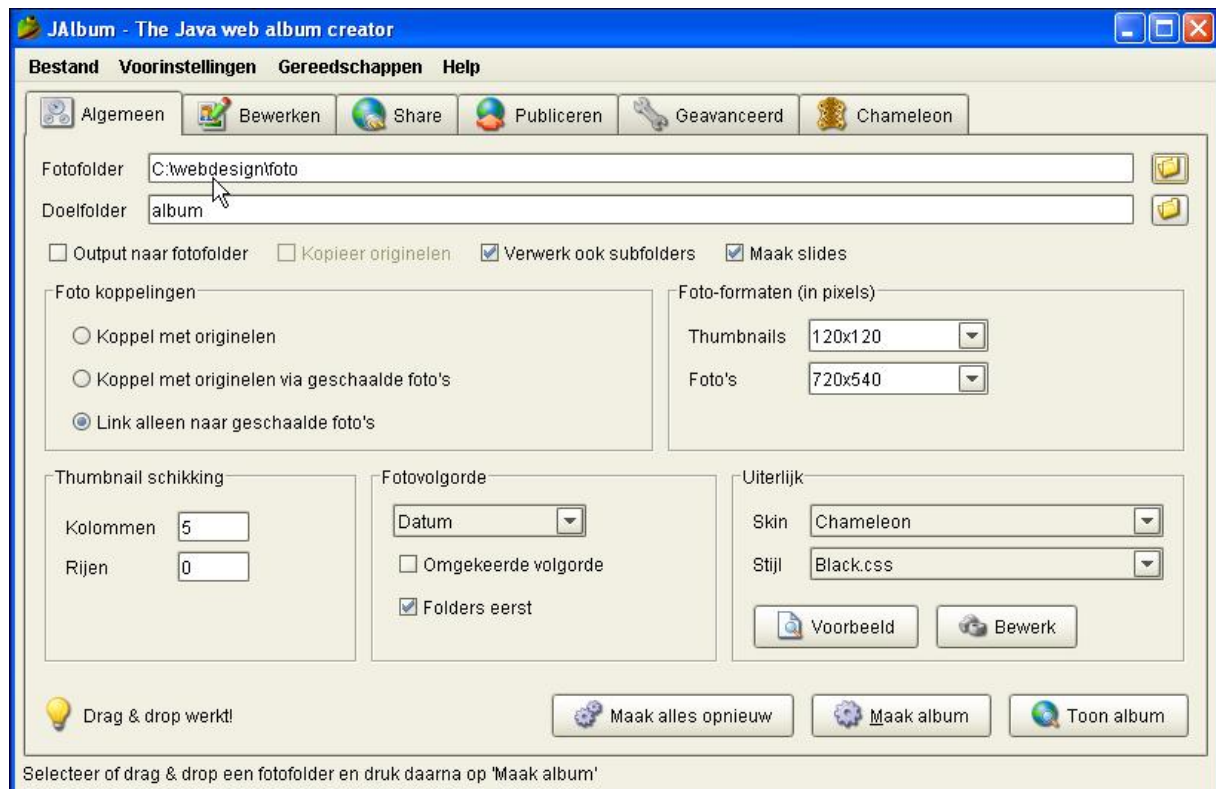 JAlbum - The Java web album creator
Bestand Voorinstellingen Gereedschappen Help
Algemeen Bewerken Share Publiceren Geavanceerd Chameleon
Fotofolder C:\webdesign\foto
Doelfolder album
Output naar fotofolder Kopieer originelen Verwerk ook subfolders Maak slides
Foto koppelingen
Koppel met originelen
Koppel met originelen via geschaalde foto's
Link alleen naar geschaalde foto's
Foto-formaten (in pixels)
Thumbnails 120x120
Foto's 720x540
Thumbnail schikking
Kolommen 5
Rijen 0
Fotovolgorde
Datum
Omgekeerde volgorde
Folders eerst
Uiterlijk
Skin Chameleon
Stijl Black.css
Voorbeeld Bewerk
Drag & drop werkt! Maak alles opnieuw Maak album Toon album
Selecteer of drag & drop een fotofolder en druk daarna op 'Maak album'